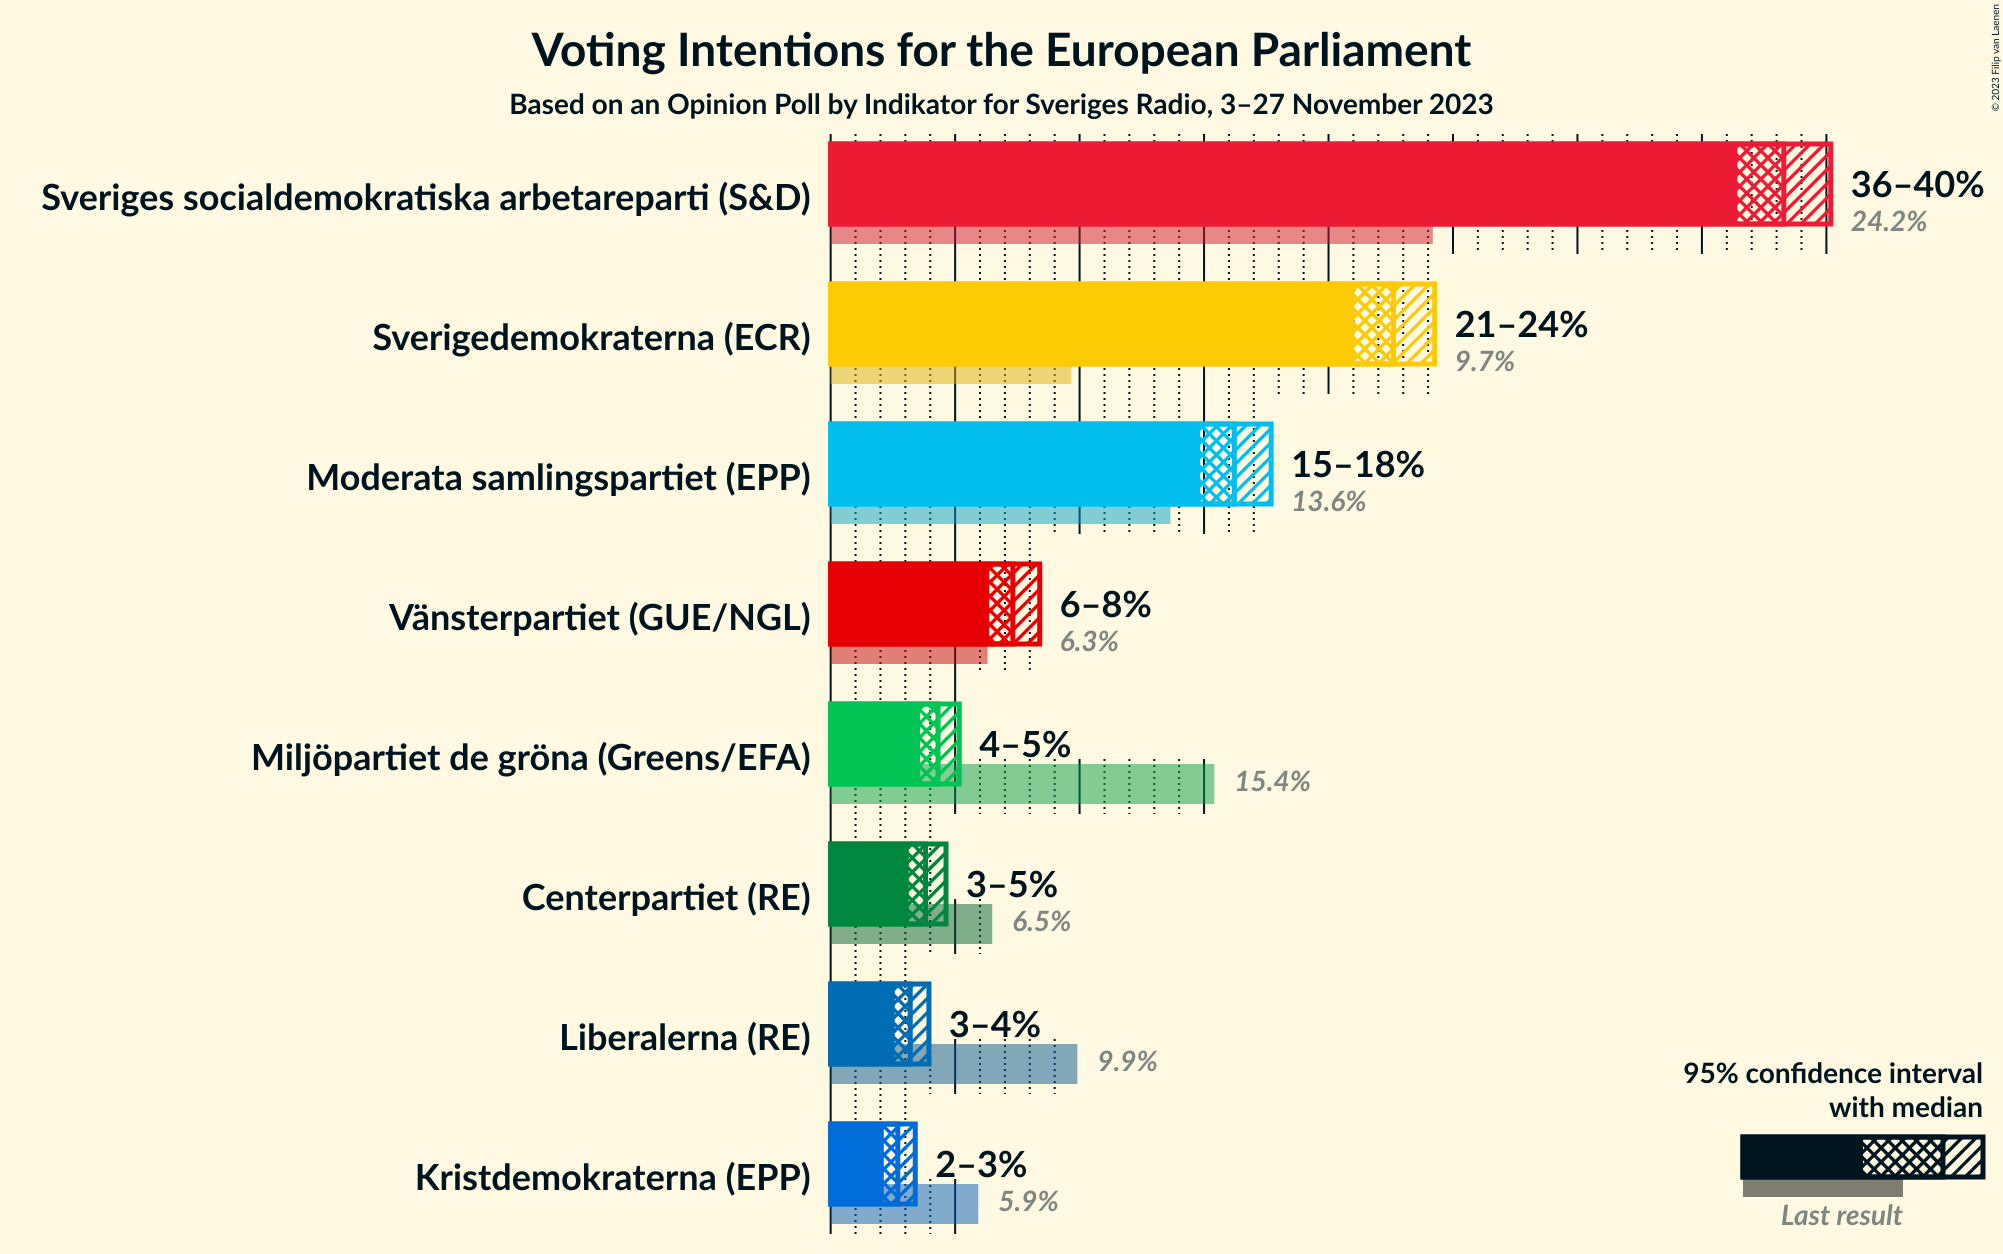 Voting Intentions for the European Parliament
Based on an Opinion Poll by Indikator for Sveriges Radio, 3–27 November 2023
© 2023 Filip van Laenen
Sveriges socialdemokratiska arbetareparti (S&D)
36–40%
24.2%
Sverigedemokraterna (ECR)
21–24%
9.7%
Moderata samlingspartiet (EPP)
15–18%
13.6%
Vänsterpartiet (GUE/NGL)
6–8%
6.3%
Miljöpartiet de gröna (Greens/EFA)
4–5%
15.4%
Centerpartiet (RE)
3–5%
6.5%
Liberalerna (RE)
3–4%
9.9%
Kristdemokraterna (EPP)
2–3%
5.9%
95% confidence interval
with median
Last result